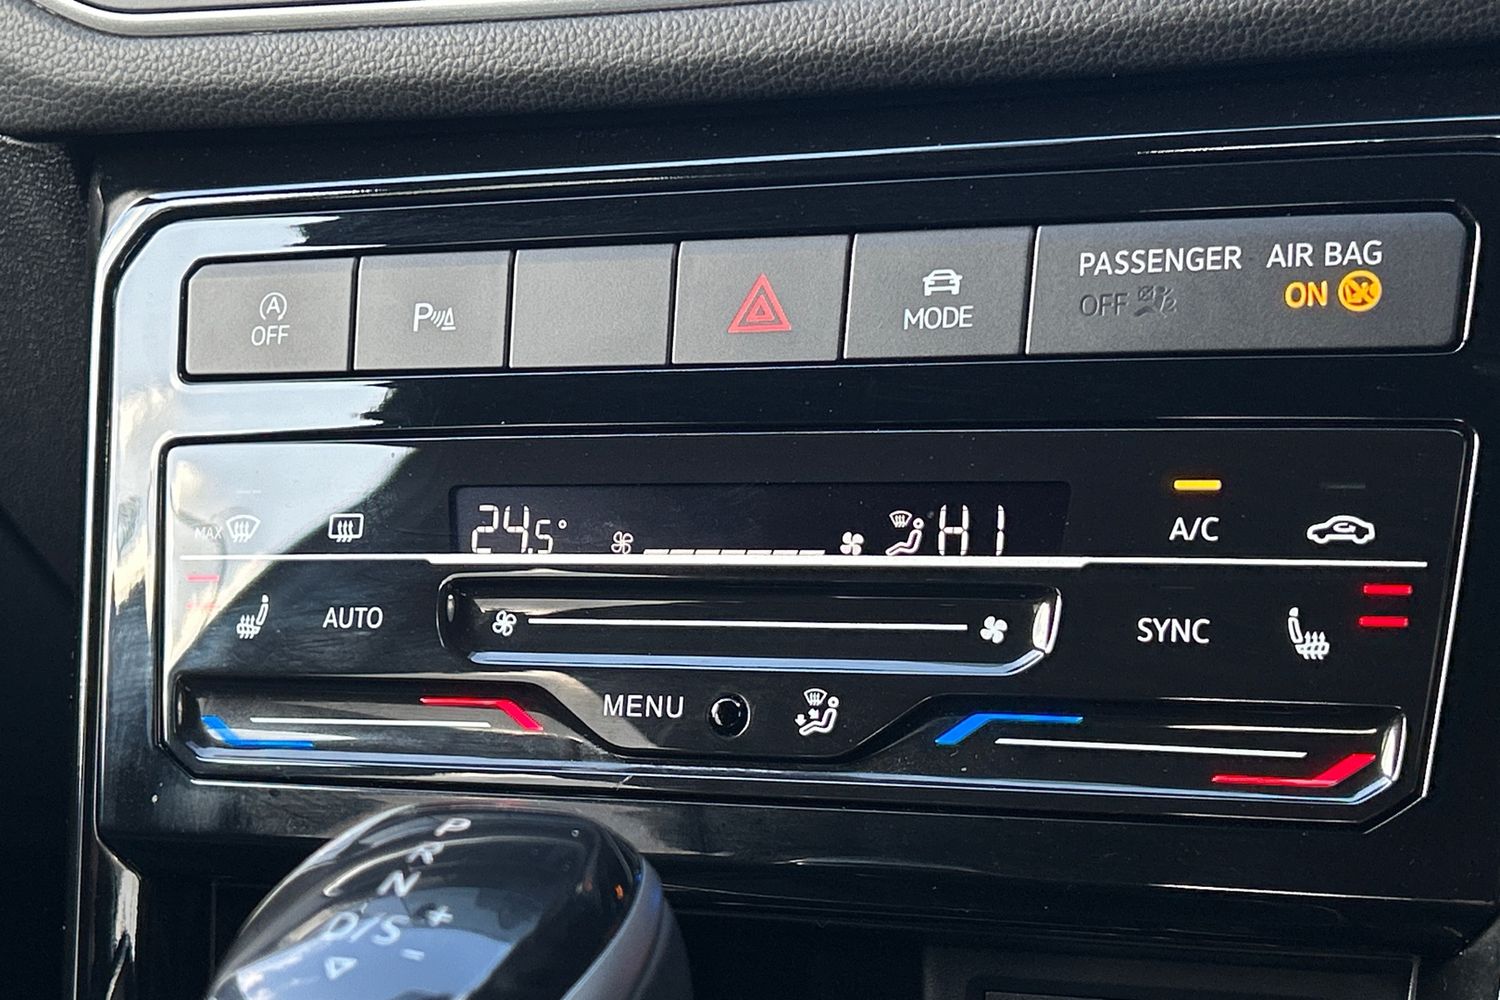 A
OFF
P
MODE
PASSENGER AIR BAG
OFF ON
24.5° HI
MAX
A/C
AUTO
SYNC
MENU
P
R
N
D/S +
-